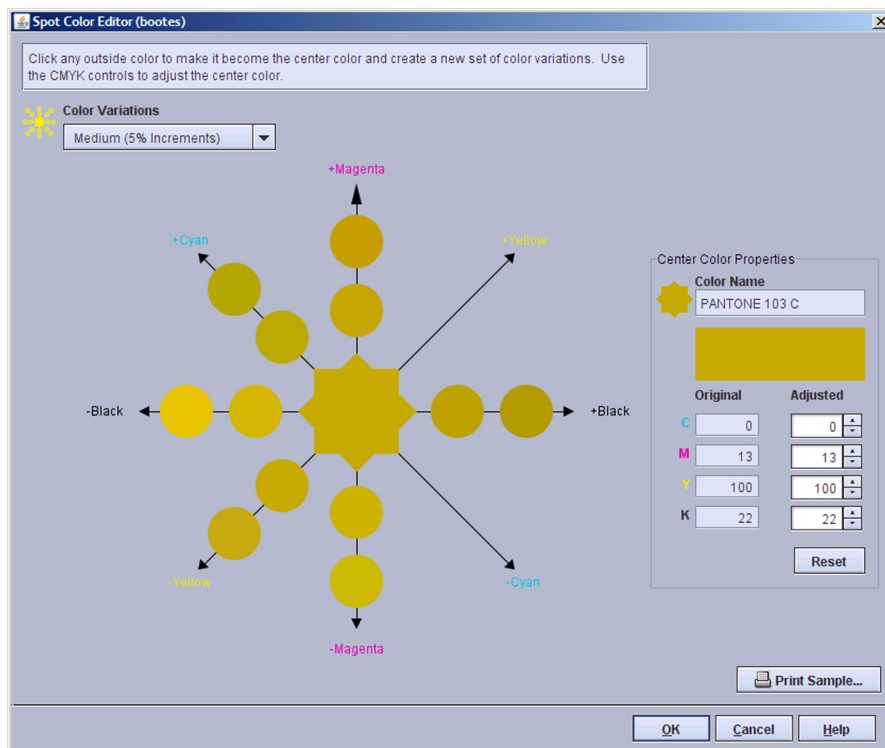 Spot Color Editor (bootes)
Click any outside color to make it become the center color and create a new set of color variations. Use
the CMYK controls to adjust the center color.
Color Variations
Medium (5% Increments)
+Magenta
+Cyan
+Yellow
-Black
+Black
-Yellow
-Cyan
-Magenta
Center Color Properties
Color Name
PANTONE 103 C
Original Adjusted
C 0 0
M 13 13
Y 100 100
K 22 22
Reset
Print Sample...
OK Cancel Help